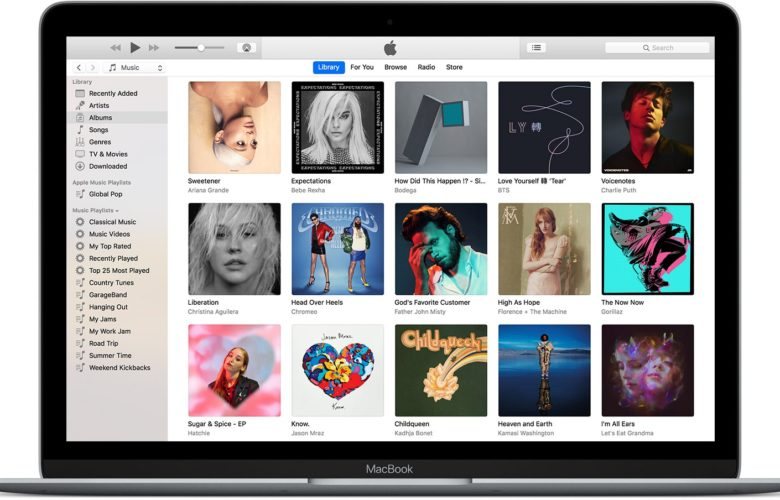 Music
Search
Library
For You
Browse
Radio
Store
Library
Recently Added
Artists
Albums
Songs
Genres
TV & Movies
Downloaded
Apple Music Playlists
Global Pop
Music Playlists
Classical Music
Music Videos
My Top Rated
Recently Played
Top 25 Most Played
Country Tunes
GarageBand
Hanging Out
My Jams
My Work Jam
Road Trip
Summer Time
Weekend Kickbacks
EXPECTATIONS EXPECTATIONS EXPECTATIONS
LY 轉
VOICENOTES
Sweetener
Ariana Grande
Expectations
Bebe Rexha
How Did This Happen !? - Si...
Bodega
Love Yourself 轉 'Tear'
BTS
Voicenotes
Charlie Puth
CHROMEO
Liberation
Christina Aguilera
Head Over Heels
Chromeo
God's Favorite Customer
Father John Misty
High As Hope
Florence + The Machine
The Now Now
Gorillaz
Jason Mraz
Know.
Childqueen
Sugar & Spice - EP
Hatchie
Know.
Jason Mraz
Childqueen
Kadhja Bonet
Heaven and Earth
Kamasi Washington
I'm All Ears
Let's Eat Grandma
MacBook